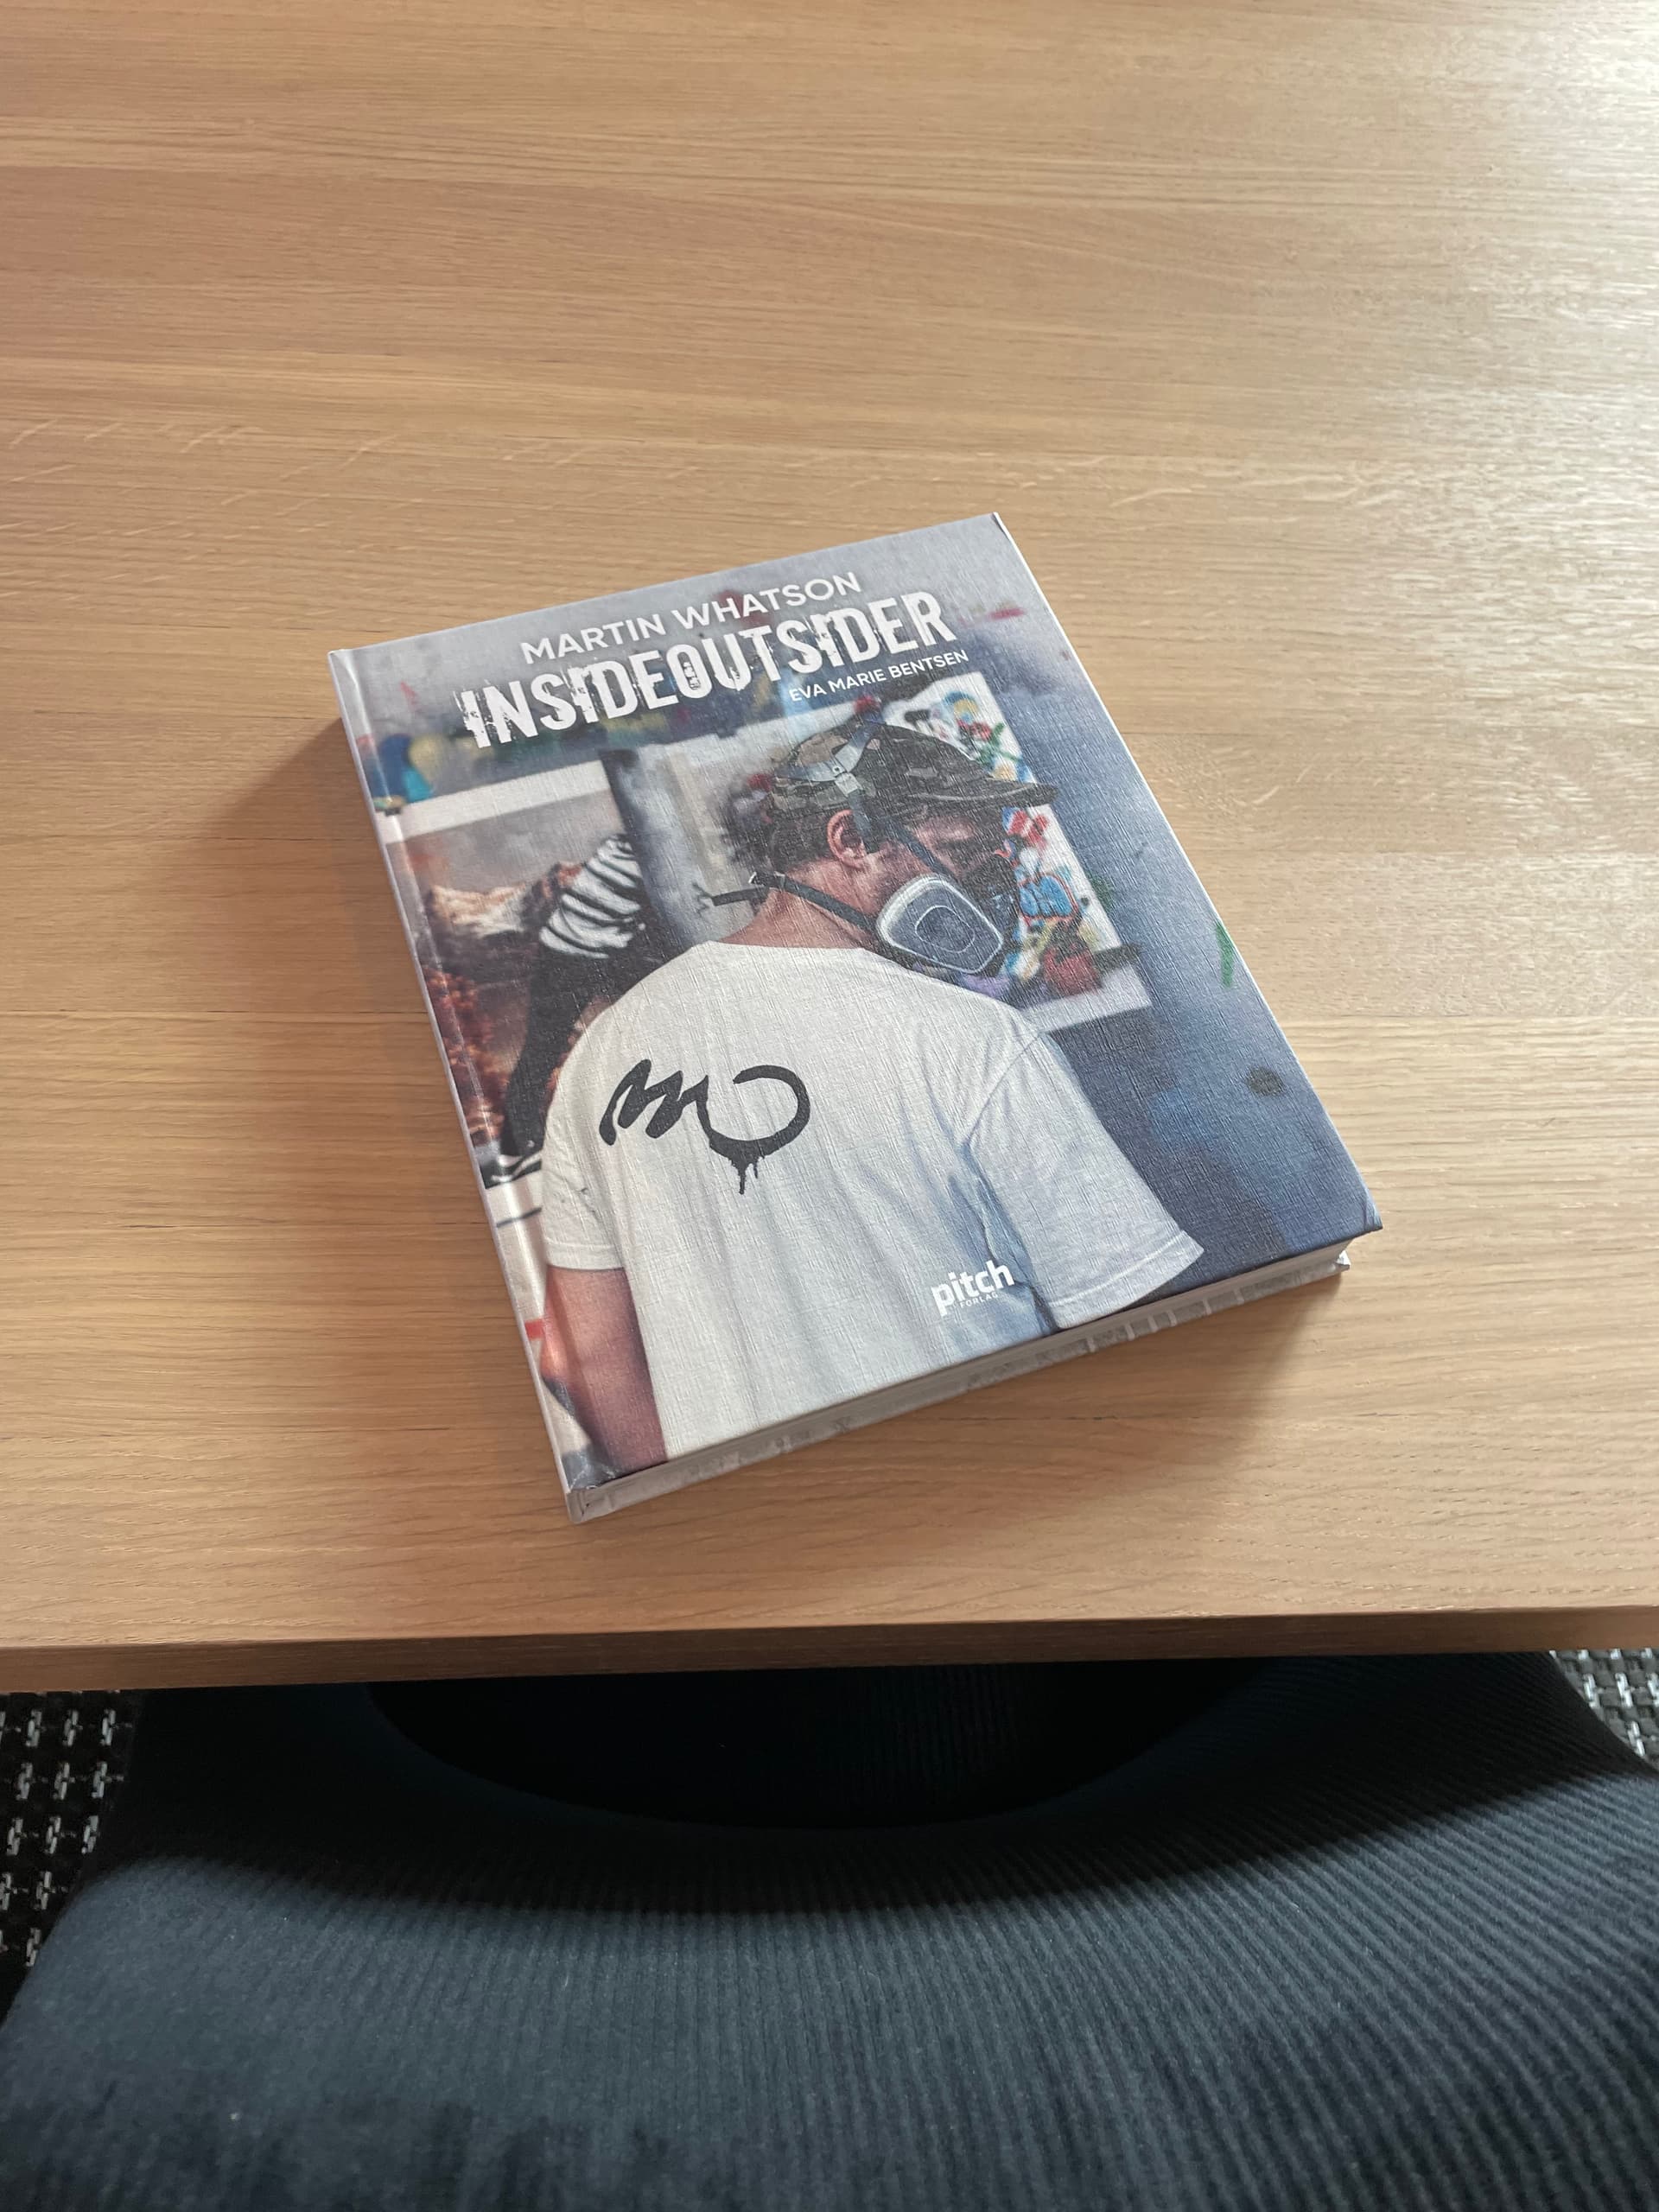 MARTIN WHATSON
INSIDEOUTSIDER
EVA MARIE BENTSEN
pitch
FORLAG